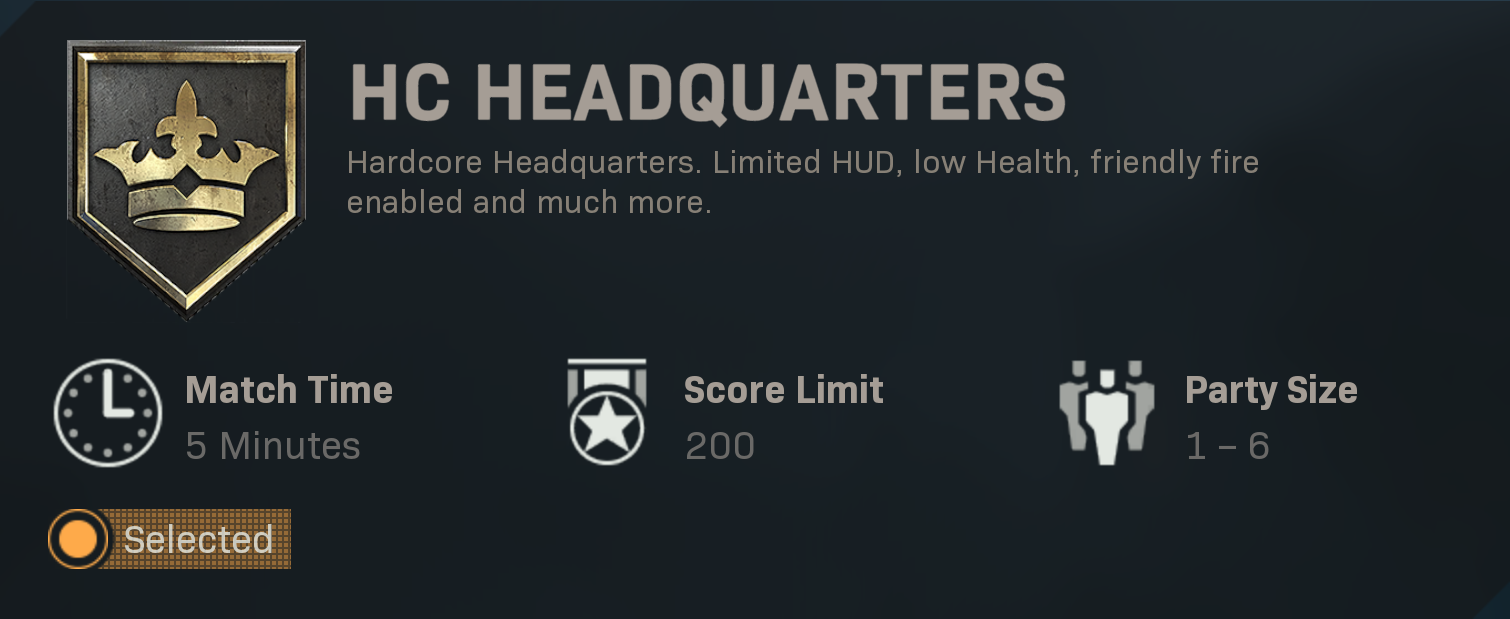 HC HEADQUARTERS
Hardcore Headquarters. Limited HUD, low Health, friendly fire
enabled and much more.
Match Time
5 Minutes
Score Limit
200
Party Size
1 – 6
Selected